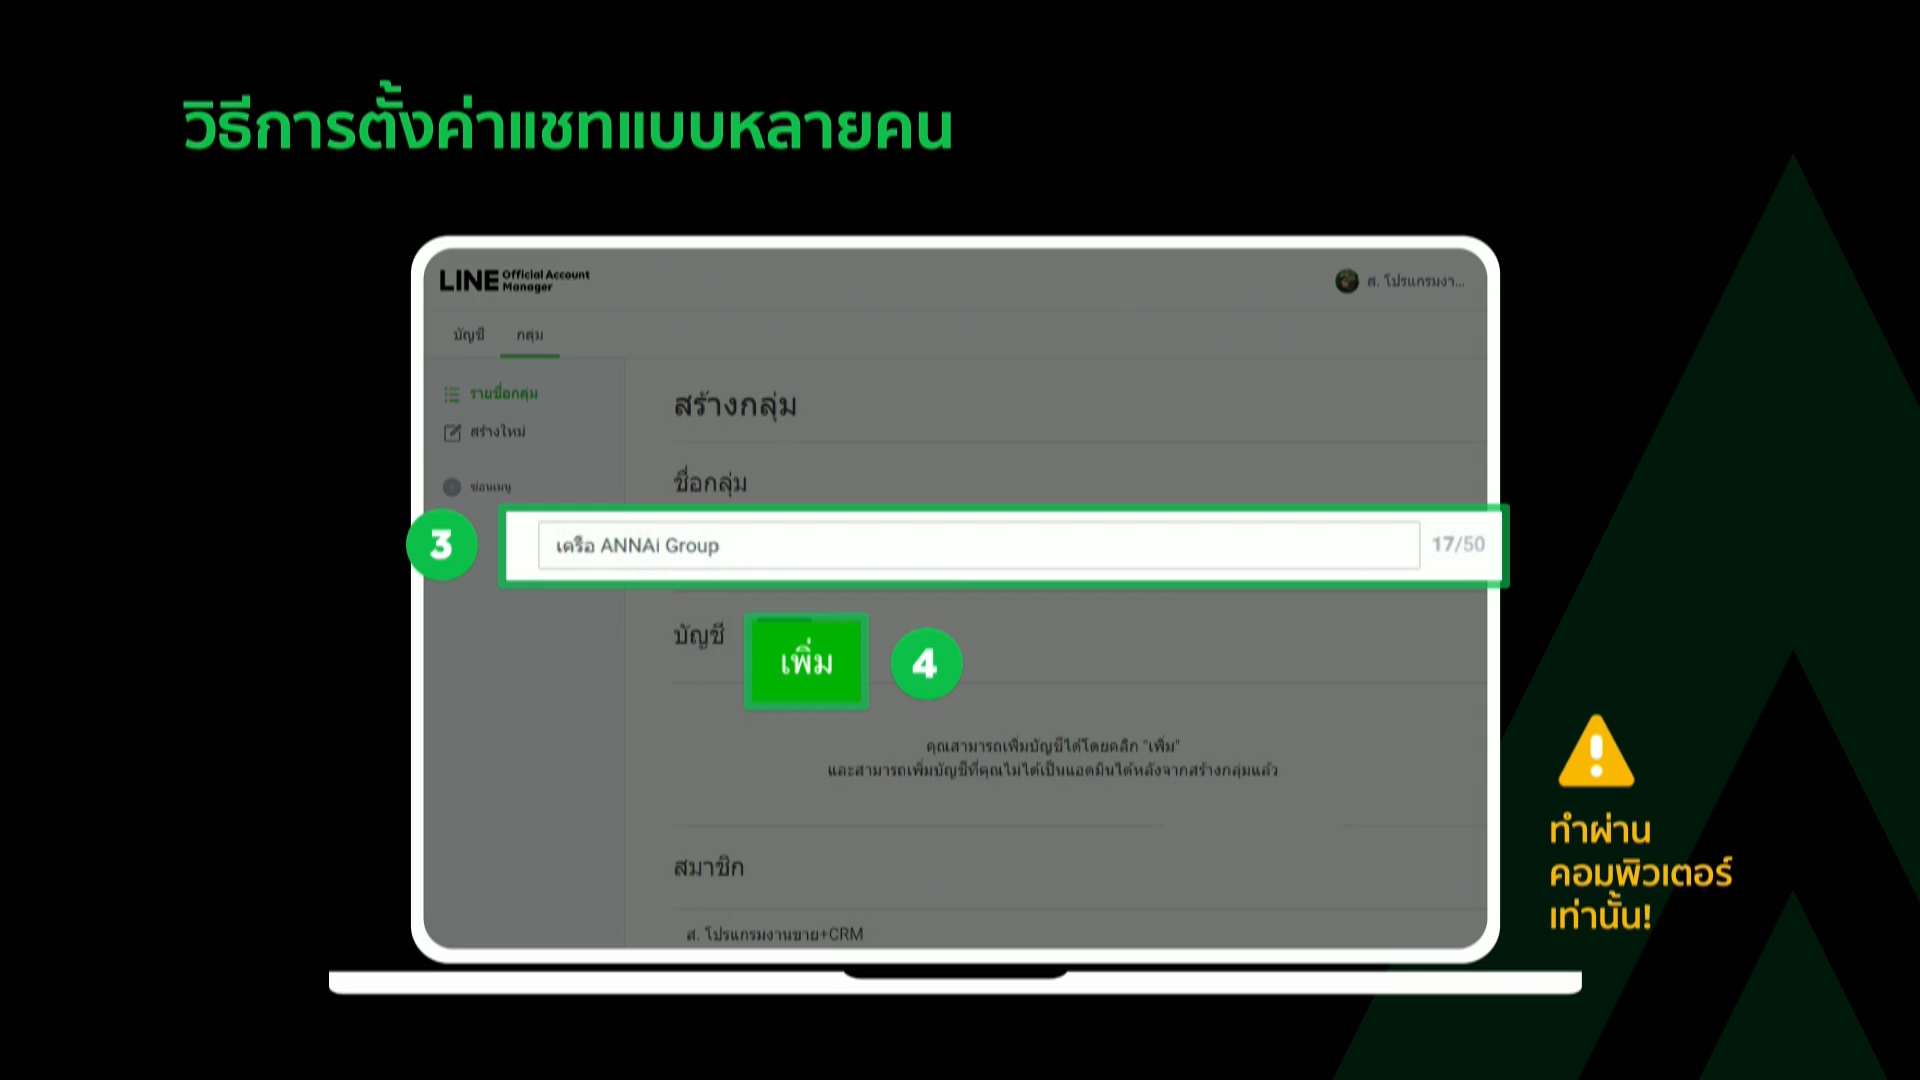 วิธีการตั้งค่าแชทแบบหลายคน
LINE Official Account Manager
ส. โปรแกรมงา...
บัญชี กลุ่ม
รายชื่อกลุ่ม
สร้างใหม่
ซ่อนเมนู
สร้างกลุ่ม
ชื่อกลุ่ม
3
เครือ ANNAi Group 17/50
บัญชี เพิ่ม 4
คุณสามารถเพิ่มบัญชีได้โดยคลิก "เพิ่ม"
และสามารถเพิ่มบัญชีที่คุณไม่ได้เป็นแอดมินได้หลังจากสร้างกลุ่มแล้ว
สมาชิก
ส. โปรแกรมงานขาย+CRM
ทำผ่าน
คอมพิวเตอร์
เท่านั้น!